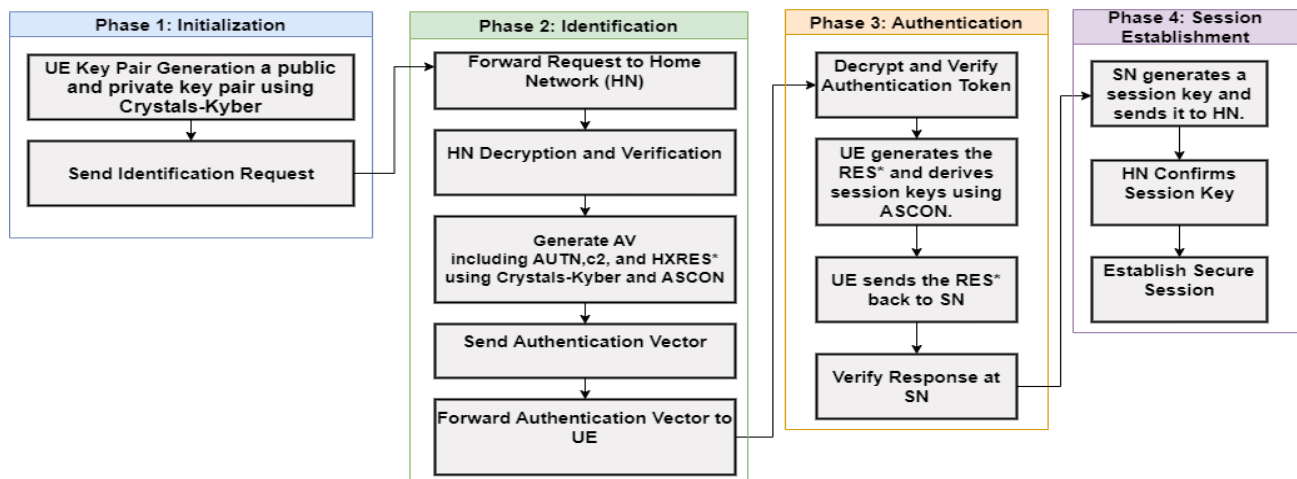 Phase 1: Initialization
UE Key Pair Generation a public
and private key pair using
Crystals-Kyber
Send Identification Request
Phase 2: Identification
Forward Request to Home
Network (HN)
HN Decryption and Verification
Generate AV
including AUTN,c2, and HXRES*
using Crystals-Kyber and ASCON
Send Authentication Vector
Forward Authentication Vector to
UE
Phase 3: Authentication
Decrypt and Verify
Authentication Token
UE generates the
RES* and derives
session keys using
ASCON.
UE sends the RES*
back to SN
Verify Response at
SN
Phase 4: Session
Establishment
SN generates a
session key and
sends it to HN.
HN Confirms
Session Key
Establish Secure
Session